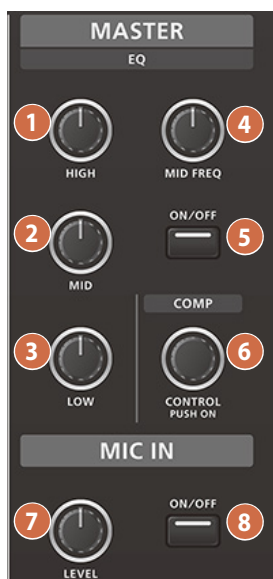 MASTER
EQ
1
4
HIGH
MID FREQ
2
ON/OFF
5
MID
COMP
3
6
LOW
CONTROL
PUSH ON
MIC IN
7
ON/OFF
8
LEVEL